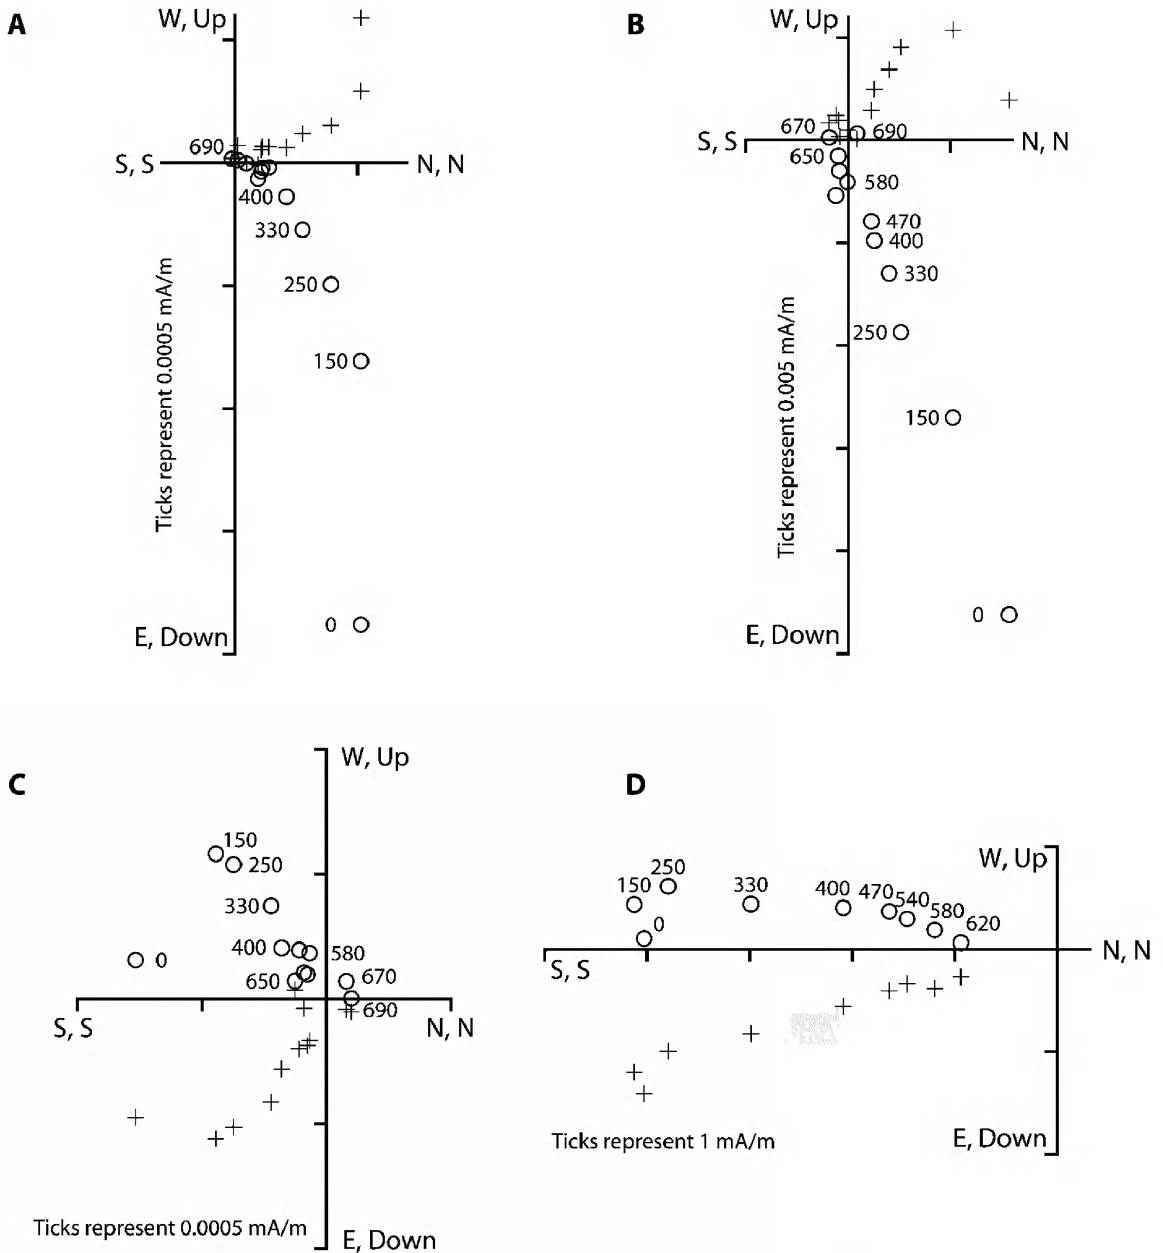 A
W, Up
690
S, S
N, N
400
330
250
150
0
Ticks represent 0.0005 mA/m
E, Down
B
W, Up
670
690
S, S
N, N
650
580
470
400
330
250
150
0
Ticks represent 0.005 mA/m
E, Down
C
W, Up
150
250
330
400
580
0
650
670
690
S, S
N, N
Ticks represent 0.0005 mA/m
E, Down
D
W, Up
250
150
330
400
470
540
580
620
0
S, S
N, N
Ticks represent 1 mA/m
E, Down